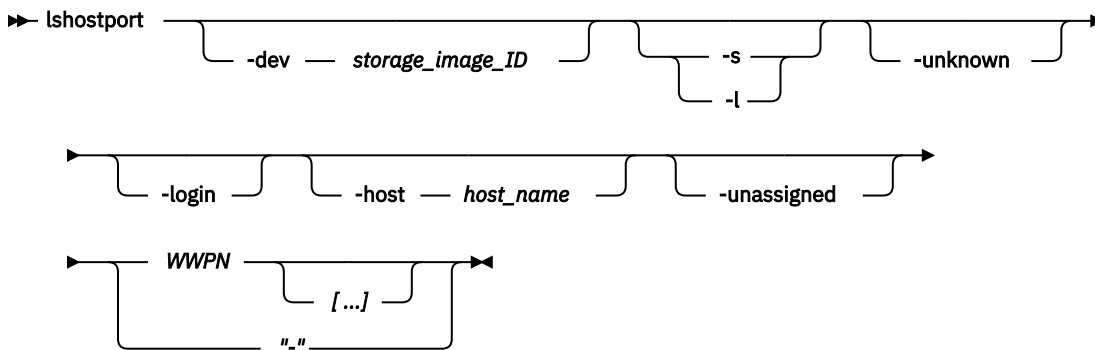 lshostport
-dev storage_image_ID
-s
-l
-unknown
-login
-host host_name
-unassigned
WWPN
[ ...]
"-"